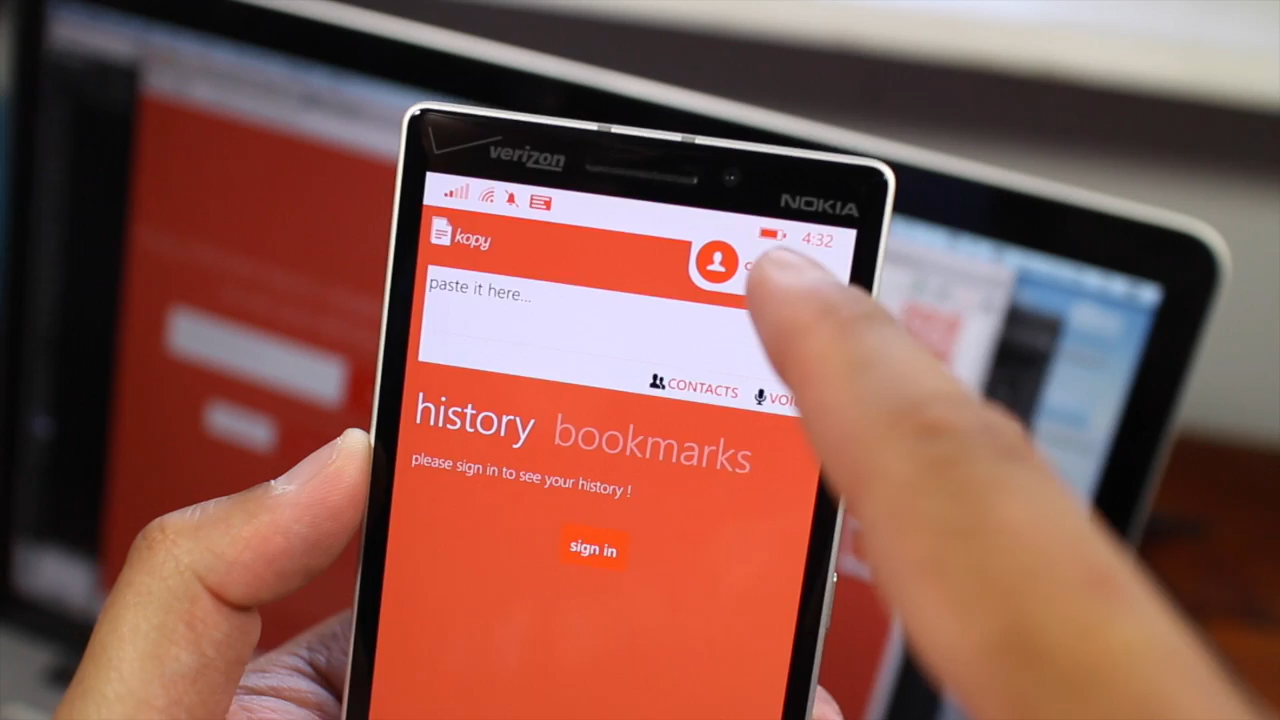 verizon
NOKIA
4:32
kopy
paste it here...
CONTACTS
history bookmarks
please sign in to see your history !
sign in